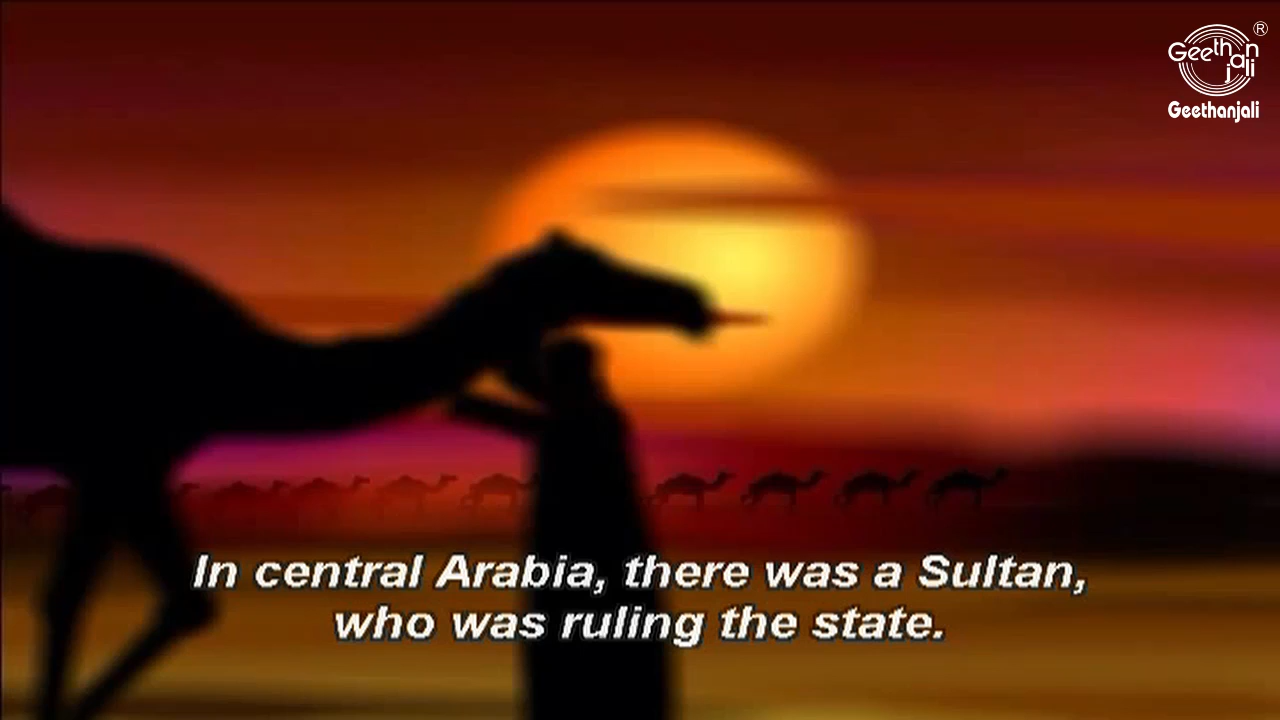 ®
Geethanjali
Geethanjali
In central Arabia, there was a Sultan,
who was ruling the state.